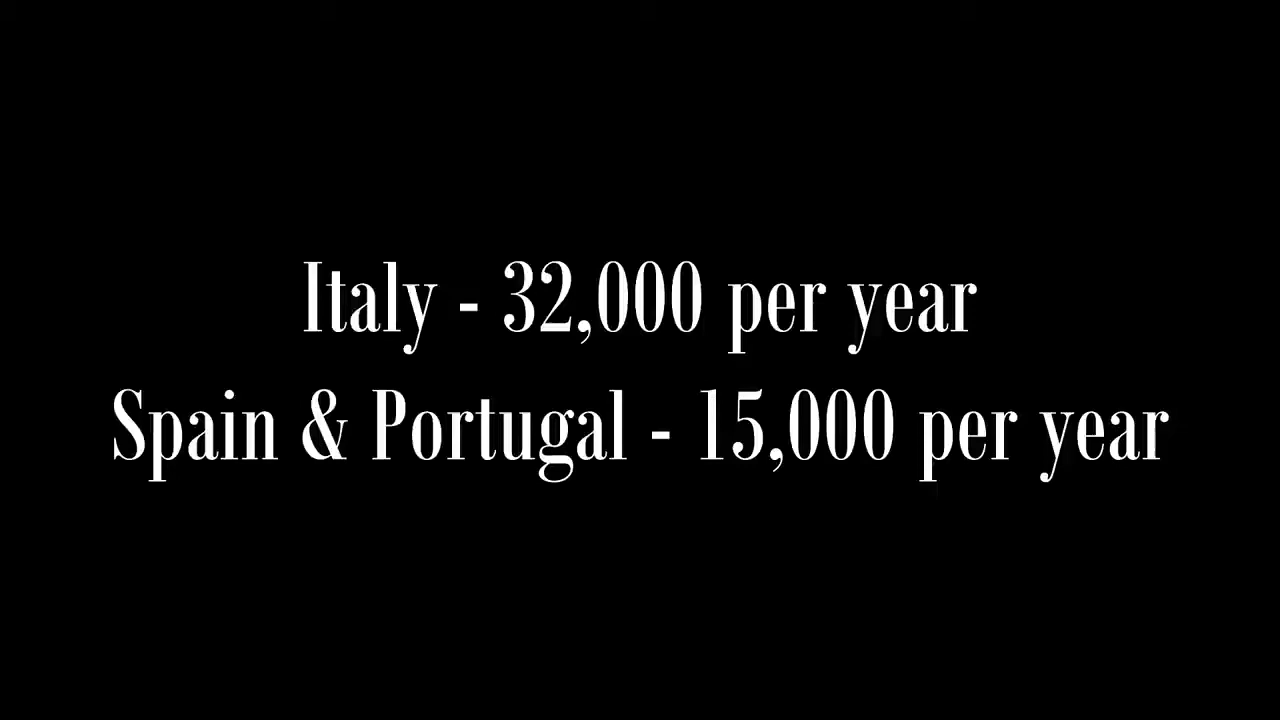 Italy - 32,000 per year
Spain & Portugal - 15,000 per year